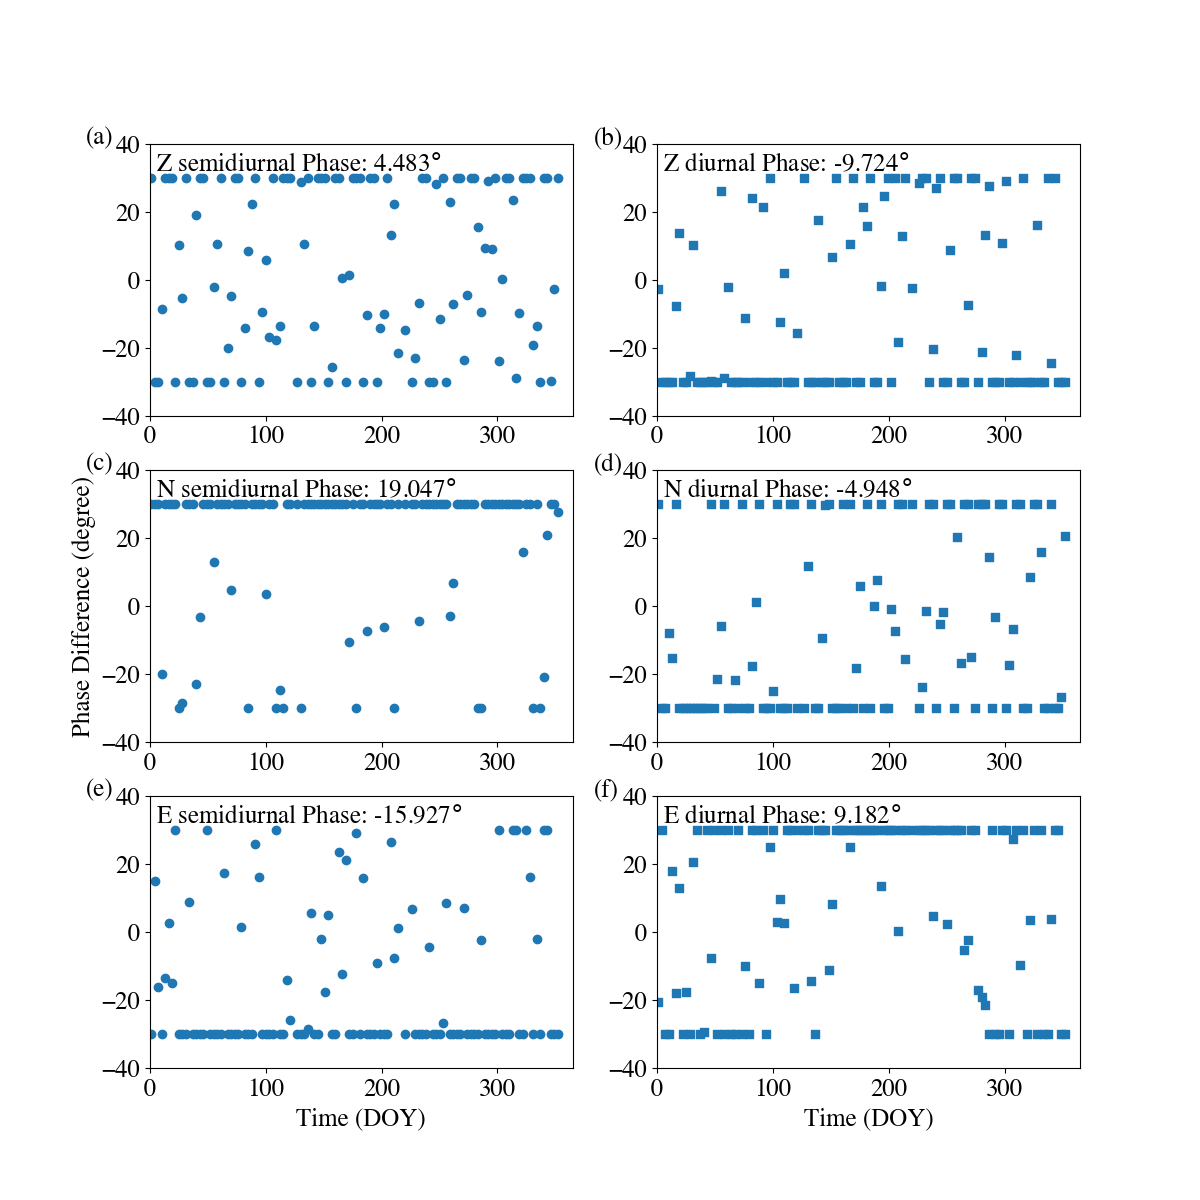 (a)
Z semidiurnal Phase: 4.483°
40
20
0
−20
−40
0 100 200 300
(b)
Z diurnal Phase: -9.724°
40
20
0
−20
−40
0 100 200 300
(c)
N semidiurnal Phase: 19.047°
40
20
0
−20
−40
0 100 200 300
Phase Difference (degree)
(d)
N diurnal Phase: -4.948°
40
20
0
−20
−40
0 100 200 300
(e)
E semidiurnal Phase: -15.927°
40
20
0
−20
−40
0 100 200 300
Time (DOY)
(f)
E diurnal Phase: 9.182°
40
20
0
−20
−40
0 100 200 300
Time (DOY)